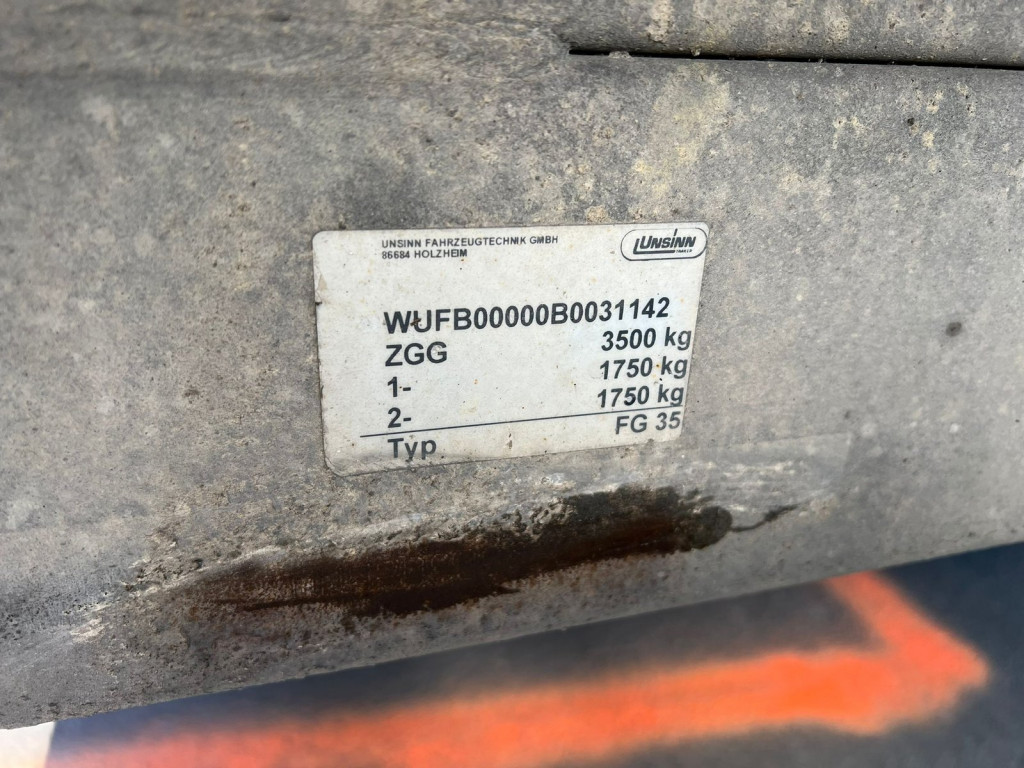 UNSINN FAHRZEUGTECHNIK GMBH
86684 HOLZHEIM
UNSINN
WUFB00000B0031142
ZGG 3500 kg
1- 1750 kg
2- 1750 kg
Typ FG 35